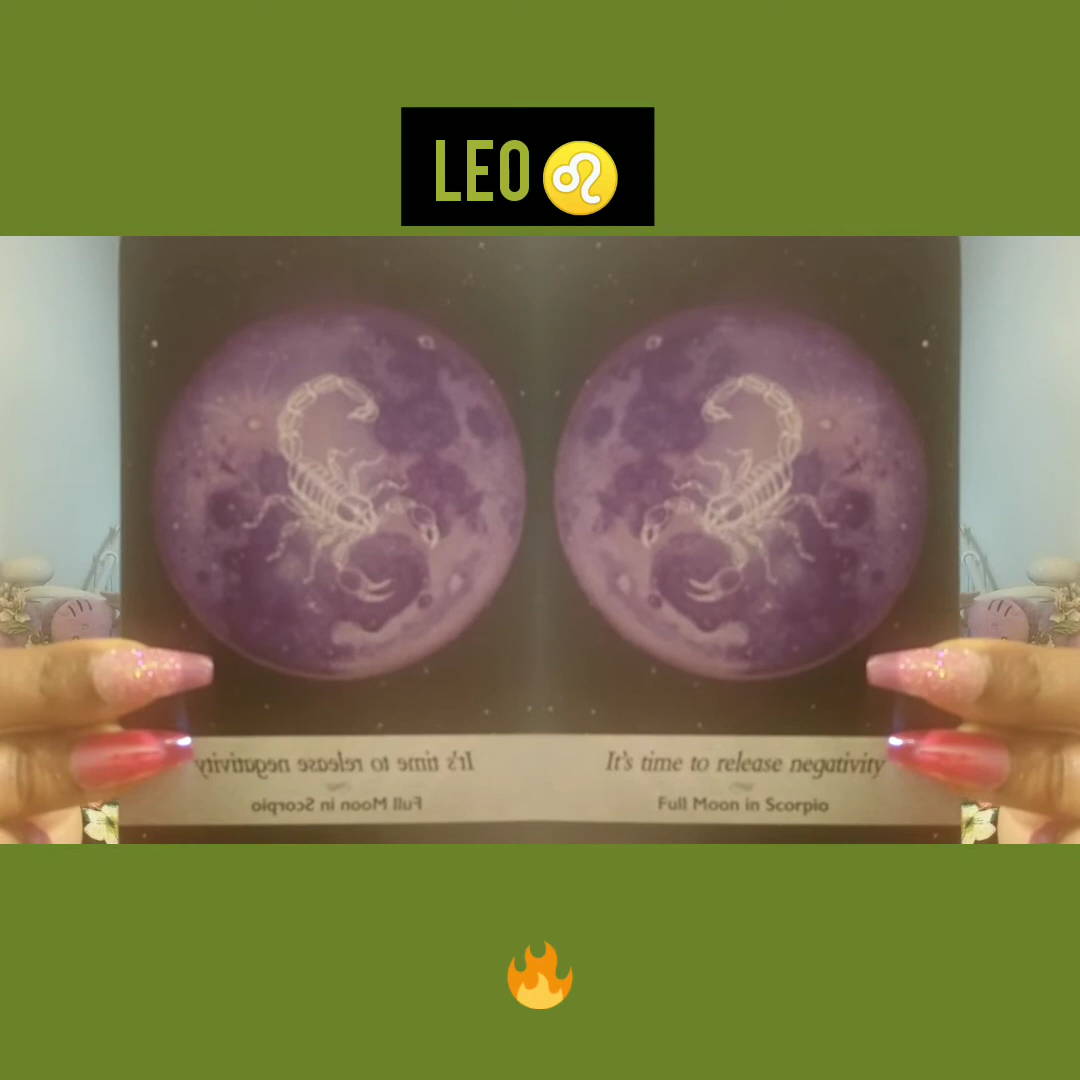 LEO ♌
It's time to release negativity
It's time to release negativity
Full Moon in Scorpio
Full Moon in Scorpio